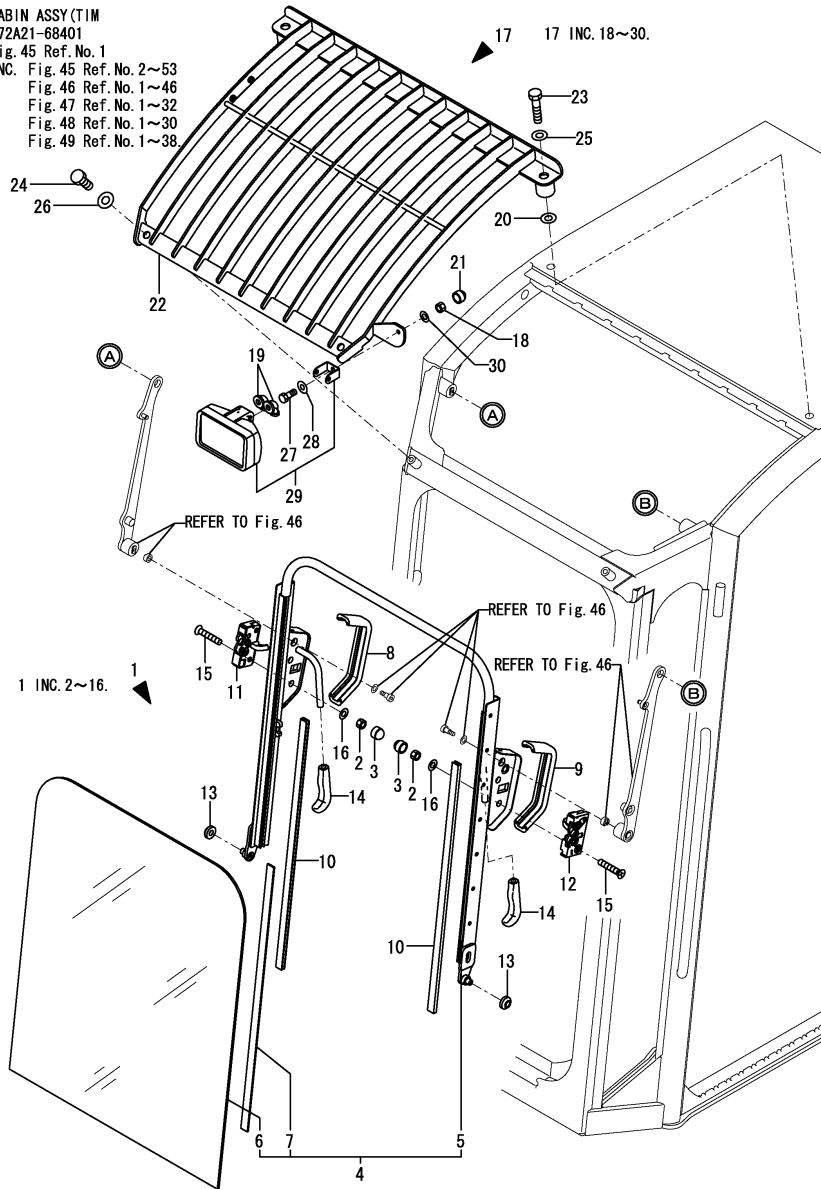 ABIN ASSY(TIM
72A21-68401
ig.45 Ref.No.1
NC. Fig.45 Ref.No.2~53
Fig.46 Ref.No.1~46
Fig.47 Ref.No.1~32
Fig.48 Ref.No.1~30
Fig.49 Ref.No.1~38.
17
17 INC.18~30.
23
25
24
26
20
22
21
18
30
A
19
A
27
28
29
B
REFER TO Fig.46
REFER TO Fig.46
REFER TO Fig.46
8
15
11
B
1 INC.2~16.
1
16
2
3
3
2
16
9
13
14
10
12
15
14
10
13
6
7
5
4